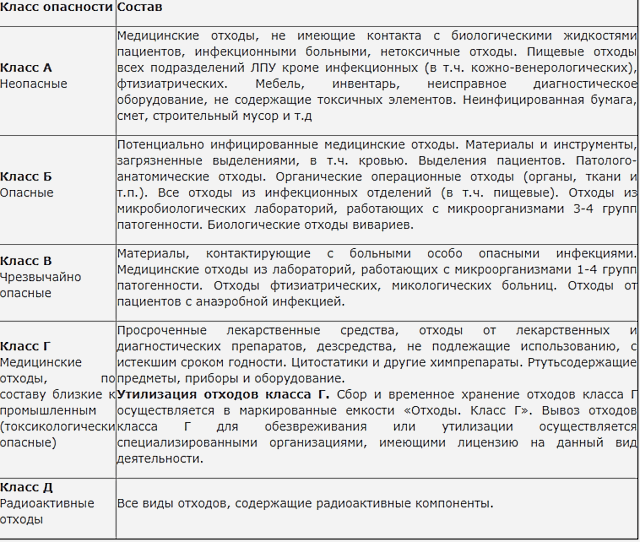 Класс опасности Состав
Класс А
Неопасные
Медицинские отходы, не имеющие контакта с биологическими жидкостями
пациентов, инфекционными больными, нетоксичные отходы. Пищевые отходы
всех подразделений ЛПУ кроме инфекционных (в т.ч. кожно-венерологических),
фтизиатрических. Мебель, инвентарь, неисправное диагностическое
оборудование, не содержащие токсичных элементов. Неинфицированная бумага,
смет, строительный мусор и т.д
Класс Б
Опасные
Потенциально инфицированные медицинские отходы. Материалы и инструменты,
загрязненные выделениями, в т.ч. кровью. Выделения пациентов. Патолого-
анатомические отходы. Органические операционные отходы (органы, ткани и
т.п.). Все отходы из инфекционных отделений (в т.ч. пищевые). Отходы из
микробиологических лабораторий, работающих с микроорганизмами 3-4 групп
патогенности. Биологические отходы вивариев.
Класс В
Чрезвычайно
опасные
Материалы, контактирующие с больными особо опасными инфекциями.
Медицинские отходы из лабораторий, работающих с микроорганизмами 1-4 групп
патогенности. Отходы фтизиатрических, микологических больниц. Отходы от
пациентов с анаэробной инфекцией.
Класс Г
Медицинские
отходы, по
составу близкие к
промышленным
(токсикологически
опасные)
Просроченные лекарственные средства, отходы от лекарственных и
диагностических препаратов, дезсредства, не подлежащие использованию, с
истекшим сроком годности. Цитостатики и другие химпрепараты. Ртутьсодержащие
предметы, приборы и оборудование.
Утилизация отходов класса Г. Сбор и временное хранение отходов класса Г
осуществляется в маркированные емкости «Отходы. Класс Г». Вывоз отходов
класса Г для обезвреживания или утилизации осуществляется
специализированными организациями, имеющими лицензию на данный вид
деятельности.
Класс Д
Радиоактивные
отходы
Все виды отходов, содержащие радиоактивные компоненты.